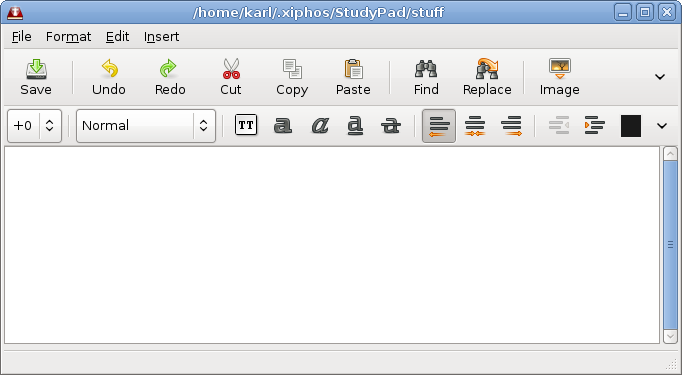 /home/karl/.xiphos/StudyPad/stuff
File Format Edit Insert
Save Undo Redo Cut Copy Paste Find Replace Image
+0 Normal TT a a a a